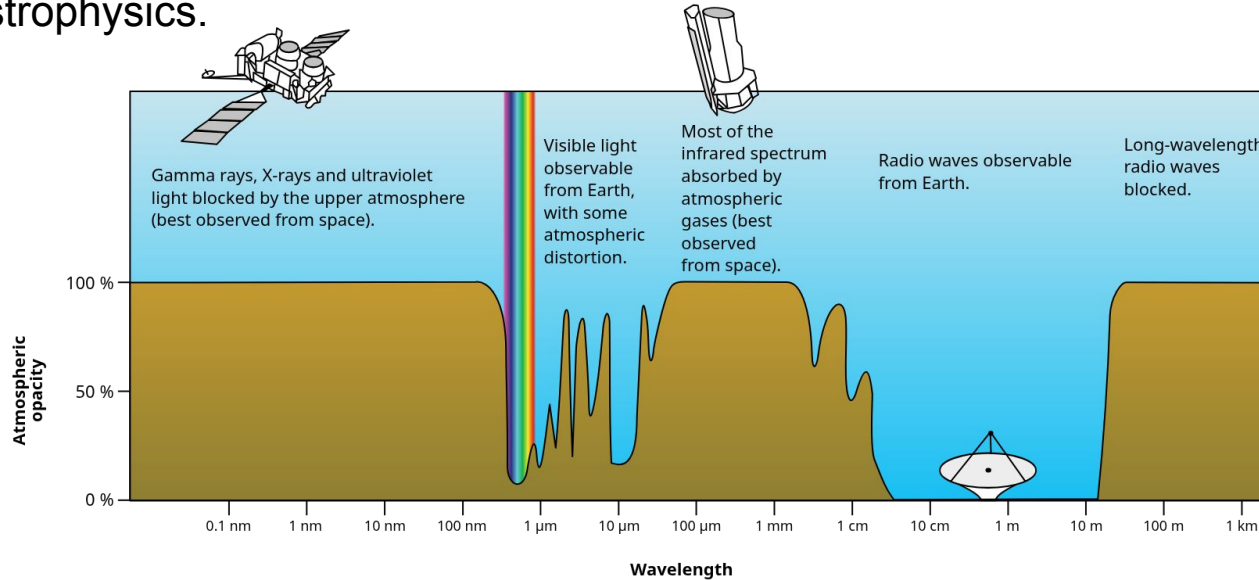 strophysics.
Gamma rays, X-rays and ultraviolet
light blocked by the upper atmosphere
(best observed from space).
Visible light
observable
from Earth,
with some
atmospheric
distortion.
Most of the
infrared spectrum
absorbed by
atmospheric
gases (best
observed
from space).
Radio waves observable
from Earth.
Long-wavelength
radio waves
blocked.
Atmospheric
opacity
100 %
50 %
0 %
0.1 nm
1 nm
10 nm
100 nm
1 μm
10 μm
100 μm
1 mm
1 cm
10 cm
1 m
10 m
100 m
1 km
Wavelength